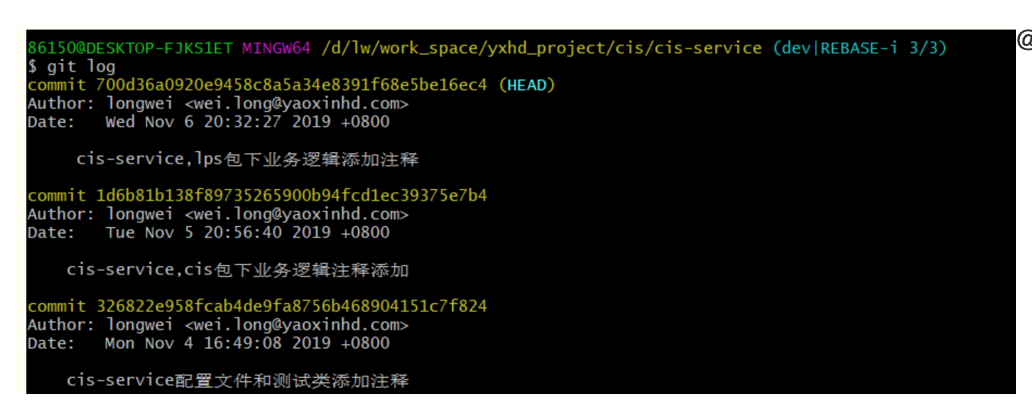 86150@DESKTOP-FJKS1ET MINGW64 /d/lw/work_space/yxhd_project/cis/cis-service (dev|REBASE-i 3/3)
@
$ git log
commit 700d36a0920e9458c8a5a34e8391f68e5be16ec4 (HEAD)
Author: longwei <wei.long@yaoxinhd.com>
Date:   Wed Nov 6 20:32:27 2019 +0800
cis-service,lps包下业务逻辑添加注释
commit 1d6b81b138f89735265900b94fcd1ec39375e7b4
Author: longwei <wei.long@yaoxinhd.com>
Date:   Tue Nov 5 20:56:40 2019 +0800
cis-service,cis包下业务逻辑注释添加
commit 326822e958fcab4de9fa8756b468904151c7f824
Author: longwei <wei.long@yaoxinhd.com>
Date:   Mon Nov 4 16:49:08 2019 +0800
cis-service配置文件和测试类添加注释